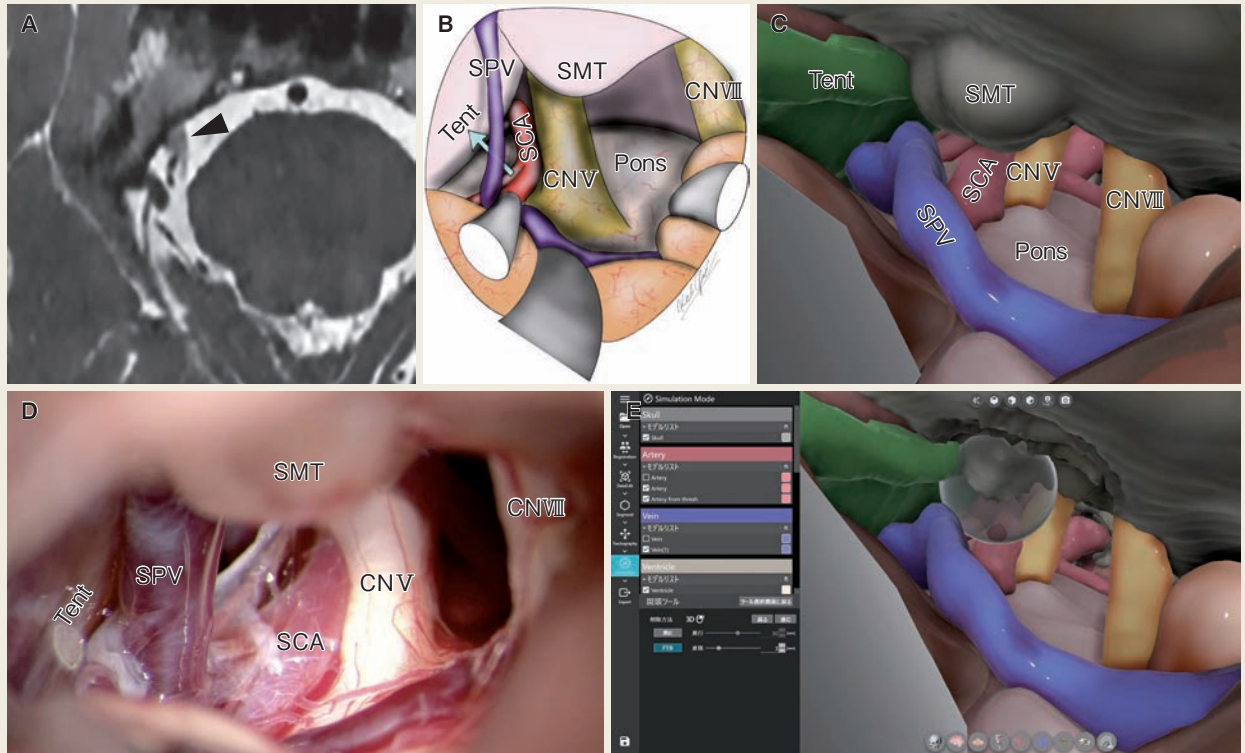 A
B
SPV
SMT
CNⅧ
Tent
SCA
CNⅤ
Pons
C
Tent
SMT
SCA
CNⅤ
CNⅧ
SPV
Pons
D
SMT
CNⅧ
SPV
CNⅤ
Tent
SCA
E
Simulation Mode
Open
Skull
モデルリスト
Skull
Registration
Artery
モデルリスト
Artery
Artery
Artery from thresh
Segment
Vein
モデルリスト
Vein
Vein(1)
Tractography
Ventricle
モデルリスト
Ventricle
Export
3D